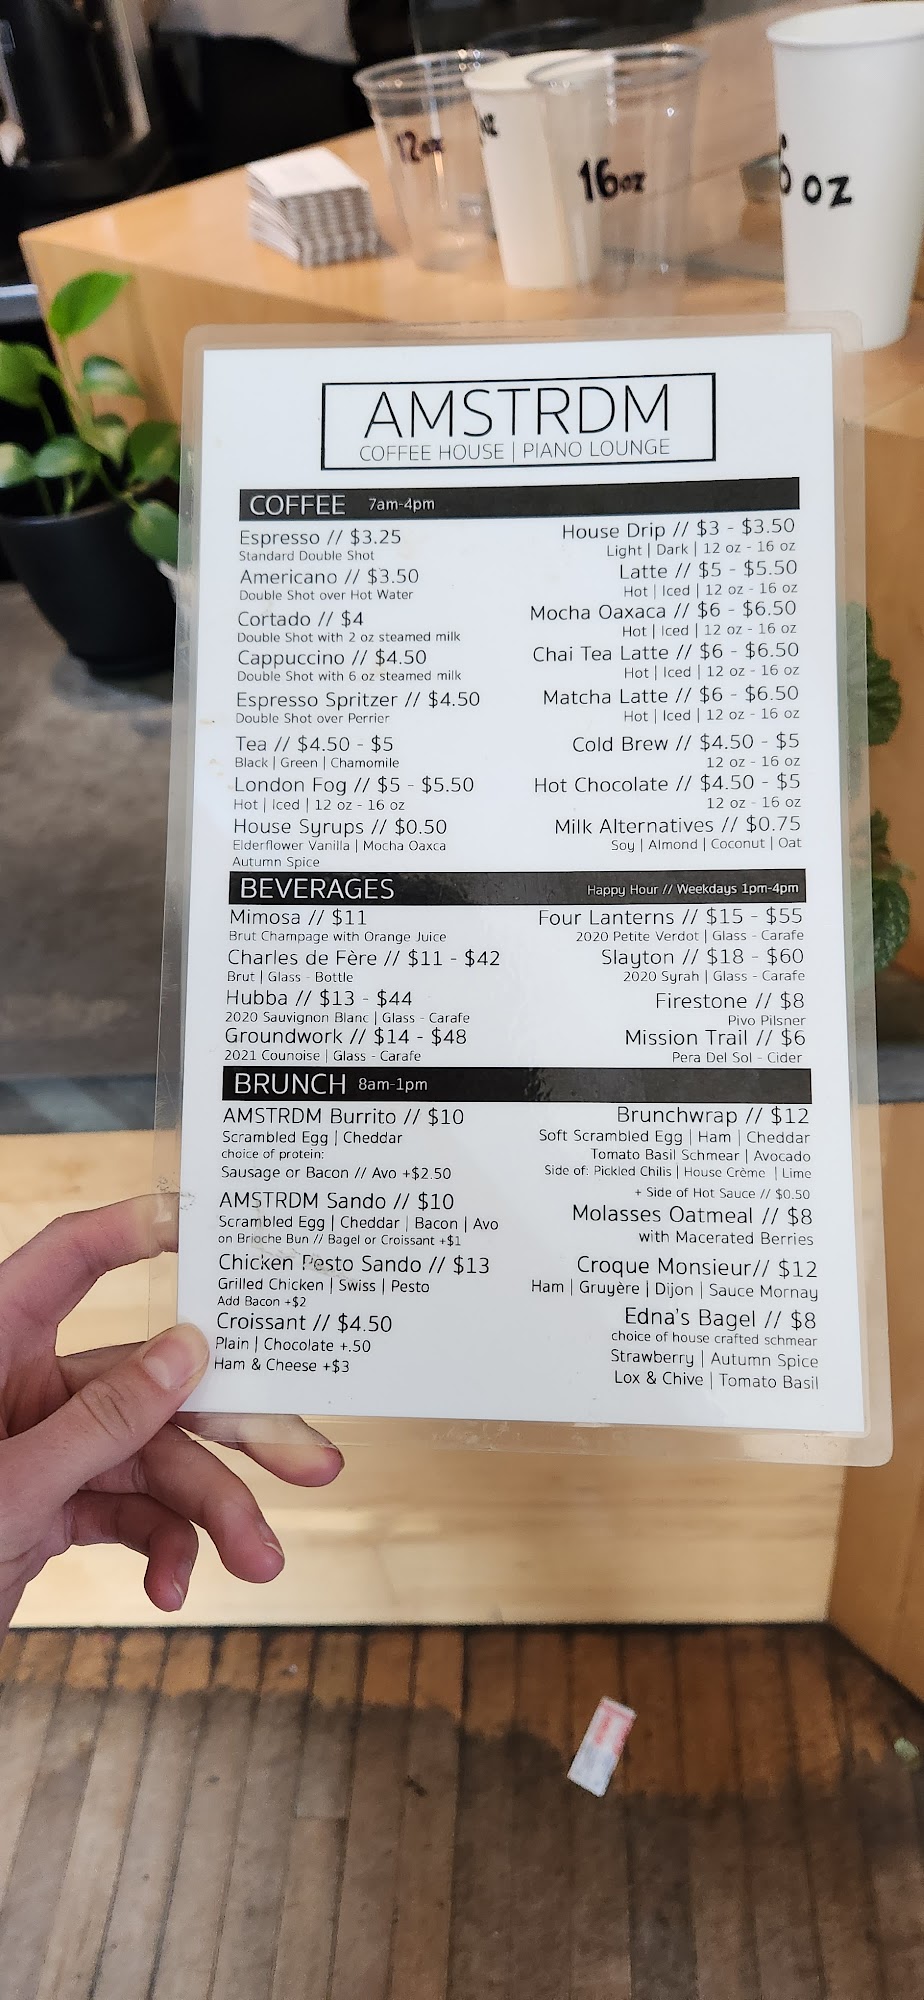 12oz
oz
16oz
oz
AMSTRDM
COFFEE HOUSE | PIANO LOUNGE
COFFEE 7am-4pm
Espresso // $3.25
Standard Double Shot
Americano // $3.50
Double Shot over Hot Water
Cortado // $4
Double Shot with 2 oz steamed milk
Cappuccino // $4.50
Double Shot with 6 oz steamed milk
Espresso Spritzer // $4.50
Double Shot over Perrier
Tea // $4.50 - $5
Black | Green | Chamomile
London Fog // $5 - $5.50
Hot | Iced | 12 oz - 16 oz
House Syrups // $0.50
Elderflower Vanilla | Mocha Oaxca
Autumn Spice
House Drip // $3 - $3.50
Light | Dark | 12 oz - 16 oz
Latte // $5 - $5.50
Hot | Iced | 12 oz - 16 oz
Mocha Oaxaca // $6 - $6.50
Hot | Iced | 12 oz - 16 oz
Chai Tea Latte // $6 - $6.50
Hot | Iced | 12 oz - 16 oz
Matcha Latte // $6 - $6.50
Hot | Iced | 12 oz - 16 oz
Cold Brew // $4.50 - $5
12 oz - 16 oz
Hot Chocolate // $4.50 - $5
12 oz - 16 oz
Milk Alternatives // $0.75
Soy | Almond | Coconut | Oat
BEVERAGES Happy Hour // Weekdays 1pm-4pm
Mimosa // $11
Brut Champage with Orange Juice
Charles de Fère // $11 - $42
Brut | Glass - Bottle
Hubba // $13 - $44
2020 Sauvignon Blanc | Glass - Carafe
Groundwork // $14 - $48
2021 Counoise | Glass - Carafe
Four Lanterns // $15 - $55
2020 Petite Verdot | Glass - Carafe
Slayton // $18 - $60
2020 Syrah | Glass - Carafe
Firestone // $8
Pivo Pilsner
Mission Trail // $6
Pera Del Sol - Cider
BRUNCH 8am-1pm
AMSTRDM Burrito // $10
Scrambled Egg | Cheddar
choice of protein:
Sausage or Bacon // Avo +$2.50
AMSTRDM Sando // $10
Scrambled Egg | Cheddar | Bacon | Avo
on Brioche Bun // Bagel or Croissant +$1
Chicken Pesto Sando // $13
Grilled Chicken | Swiss | Pesto
Add Bacon +$2
Croissant // $4.50
Plain | Chocolate +.50
Ham & Cheese +$3
Brunchwrap // $12
Soft Scrambled Egg | Ham | Cheddar
Tomato Basil Schmear | Avocado
Side of: Pickled Chilis | House Crème | Lime
+ Side of Hot Sauce // $0.50
Molasses Oatmeal // $8
with Macerated Berries
Croque Monsieur// $12
Ham | Gruyère | Dijon | Sauce Mornay
Edna's Bagel // $8
choice of house crafted schmear
Strawberry | Autumn Spice
Lox & Chive | Tomato Basil